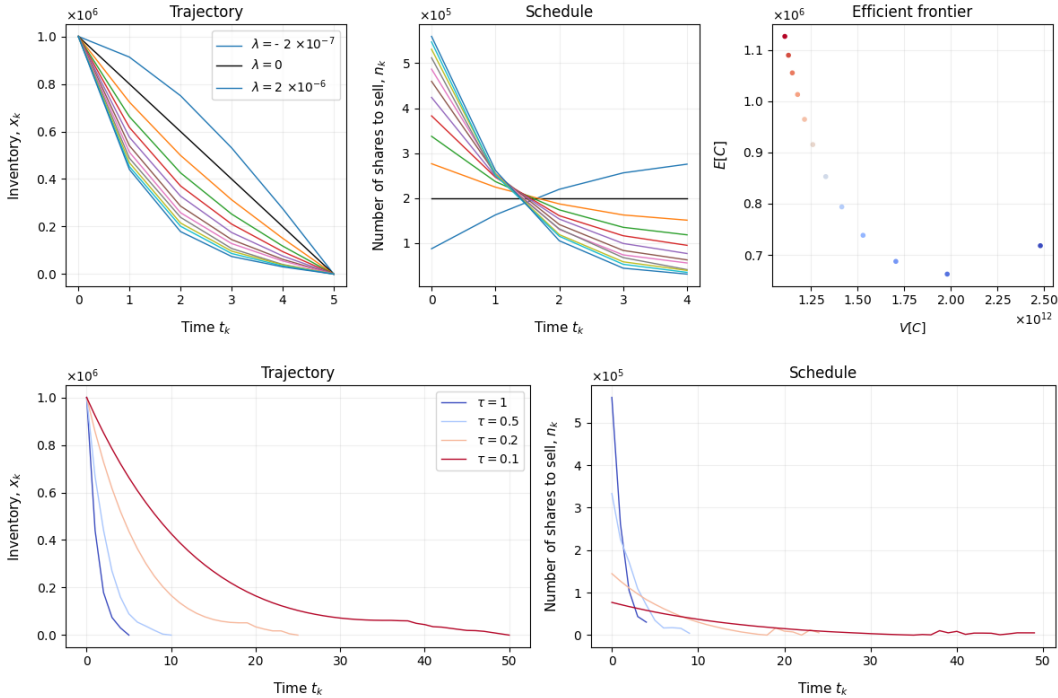 Trajectory
×10⁶
Inventory, xₖ
1.0
0.8
0.6
0.4
0.2
0.0
λ = - 2 ×10⁻⁷
λ = 0
λ = 2 ×10⁻⁶
0 1 2 3 4 5
Time tₖ
Schedule
×10⁵
Number of shares to sell, nₖ
5
4
3
2
1
0 1 2 3 4
Time tₖ
Efficient frontier
×10⁶
E[C]
1.1
1.0
0.9
0.8
0.7
1.25 1.50 1.75 2.00 2.25 2.50
×10¹²
V[C]
Trajectory
×10⁶
Inventory, xₖ
1.0
0.8
0.6
0.4
0.2
0.0
τ = 1
τ = 0.5
τ = 0.2
τ = 0.1
0 10 20 30 40 50
Time tₖ
Schedule
×10⁵
Number of shares to sell, nₖ
5
4
3
2
1
0
0 10 20 30 40 50
Time tₖ